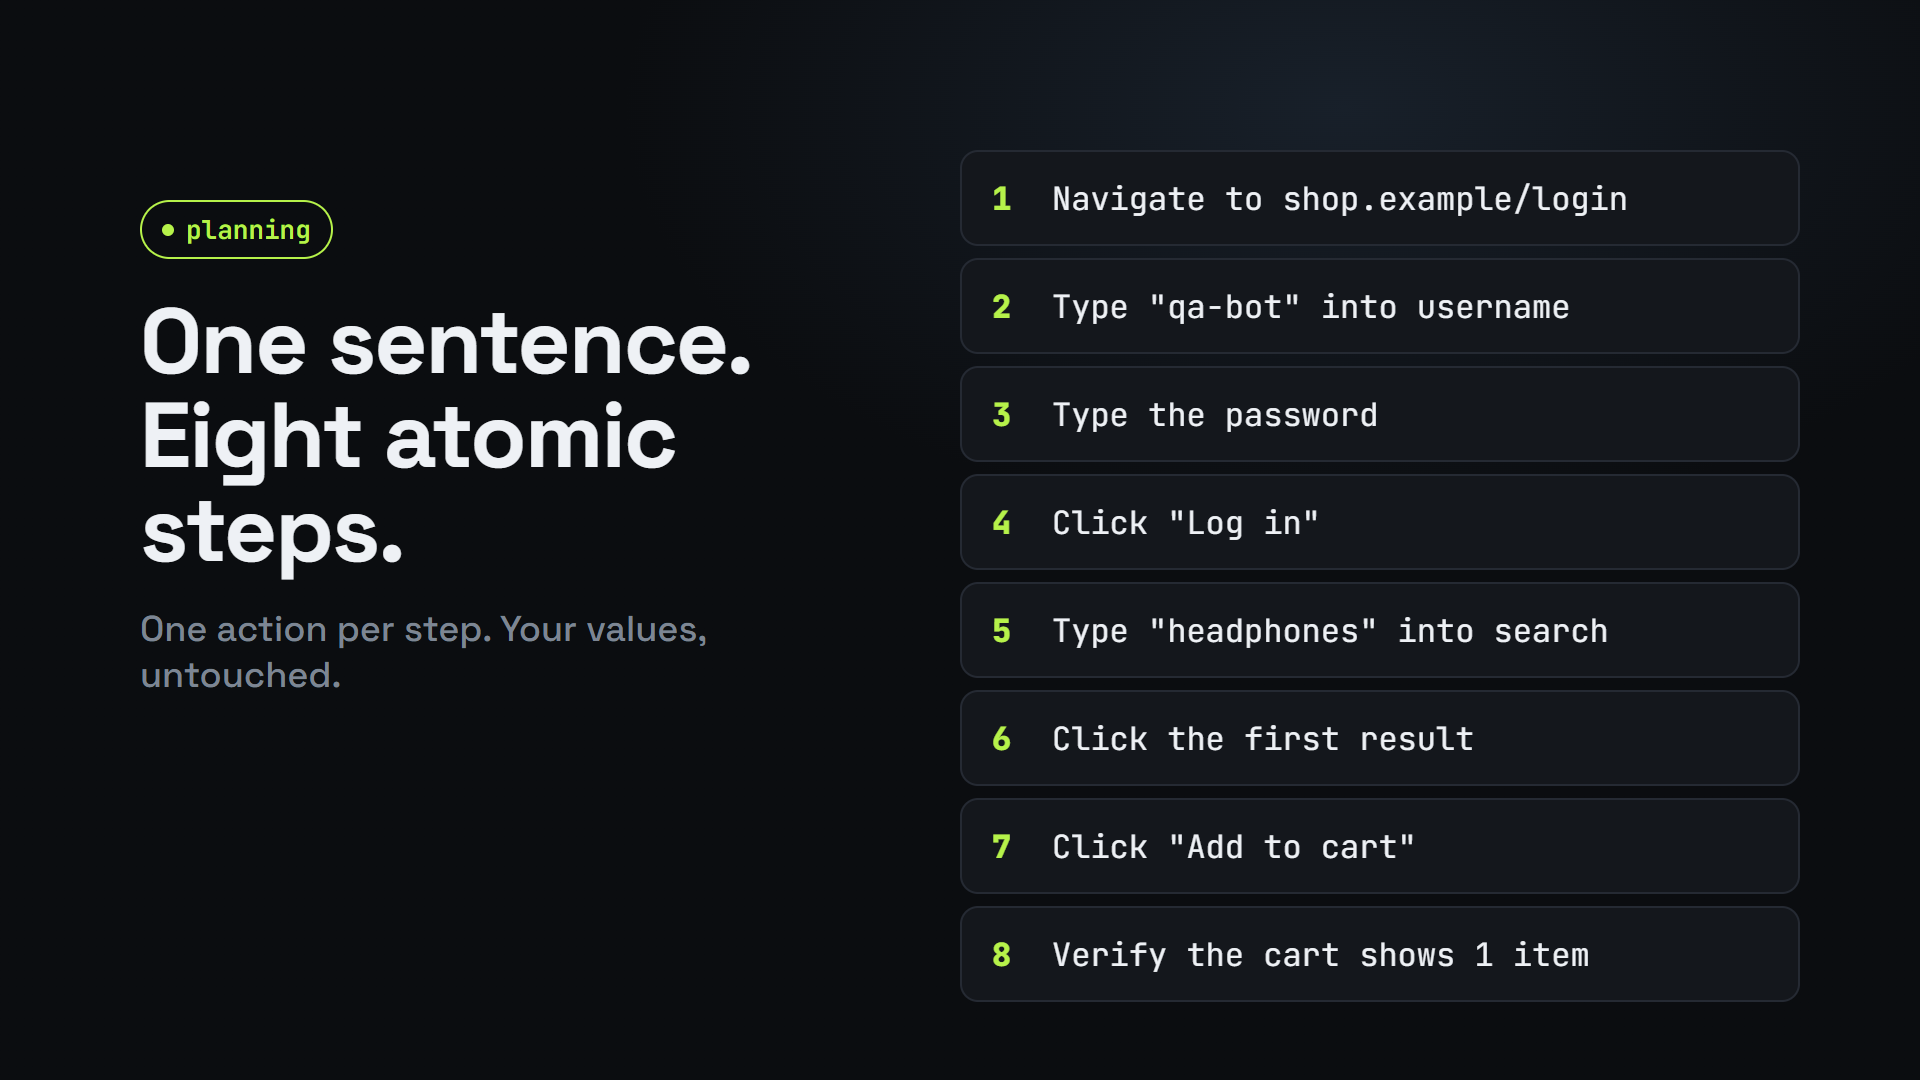 planning
One sentence.
Eight atomic
steps.
One action per step. Your values,
untouched.
1 Navigate to shop.example/login
2 Type "qa-bot" into username
3 Type the password
4 Click "Log in"
5 Type "headphones" into search
6 Click the first result
7 Click "Add to cart"
8 Verify the cart shows 1 item